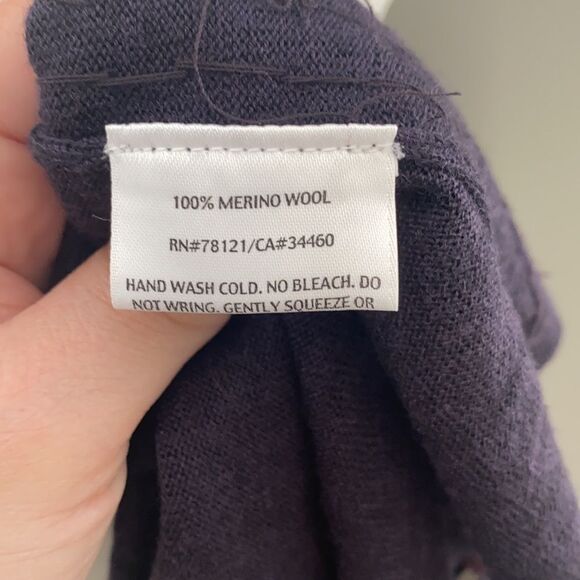 100% MERINO WOOL
RN#78121/CA#34460
HAND WASH COLD. NO BLEACH. DO
NOT WRING. GENTLY SQUEEZE OR